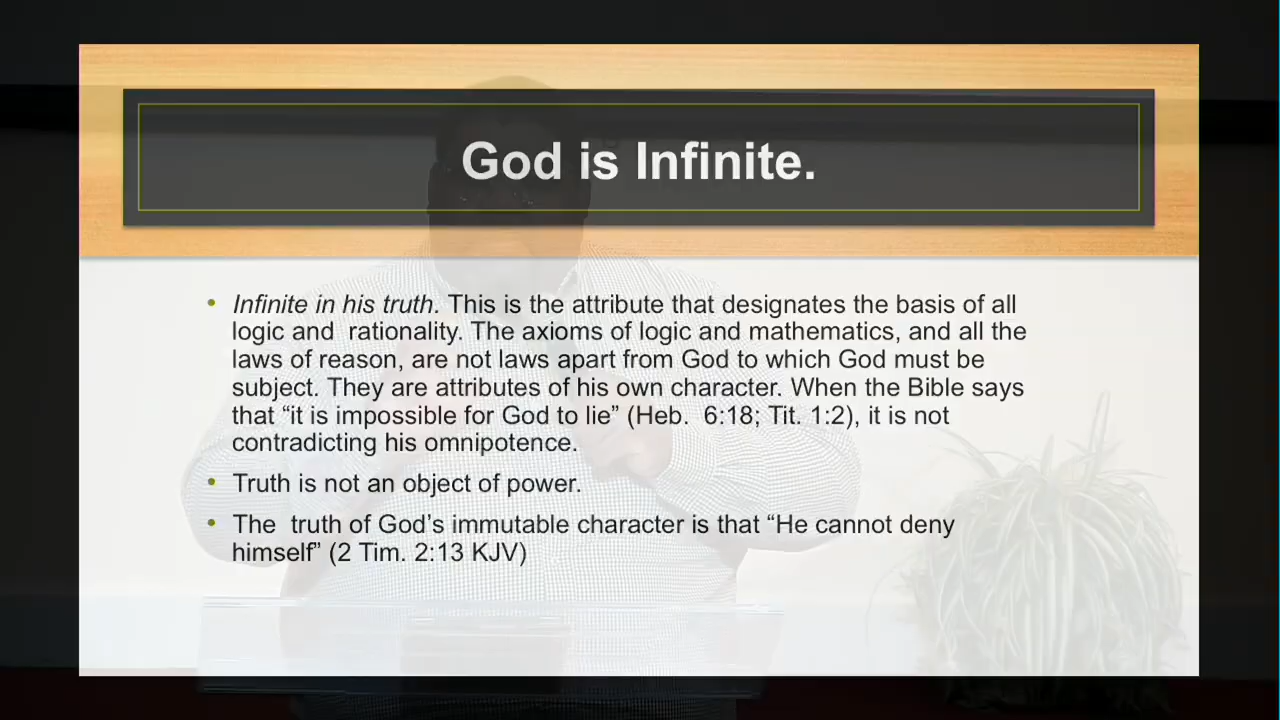 God is Infinite.
• Infinite in his truth. This is the attribute that designates the basis of all
logic and  rationality. The axioms of logic and mathematics, and all the
laws of reason, are not laws apart from God to which God must be
subject. They are attributes of his own character. When the Bible says
that “it is impossible for God to lie” (Heb.  6:18; Tit. 1:2), it is not
contradicting his omnipotence.
• Truth is not an object of power.
• The  truth of God’s immutable character is that “He cannot deny
himself” (2 Tim. 2:13 KJV)